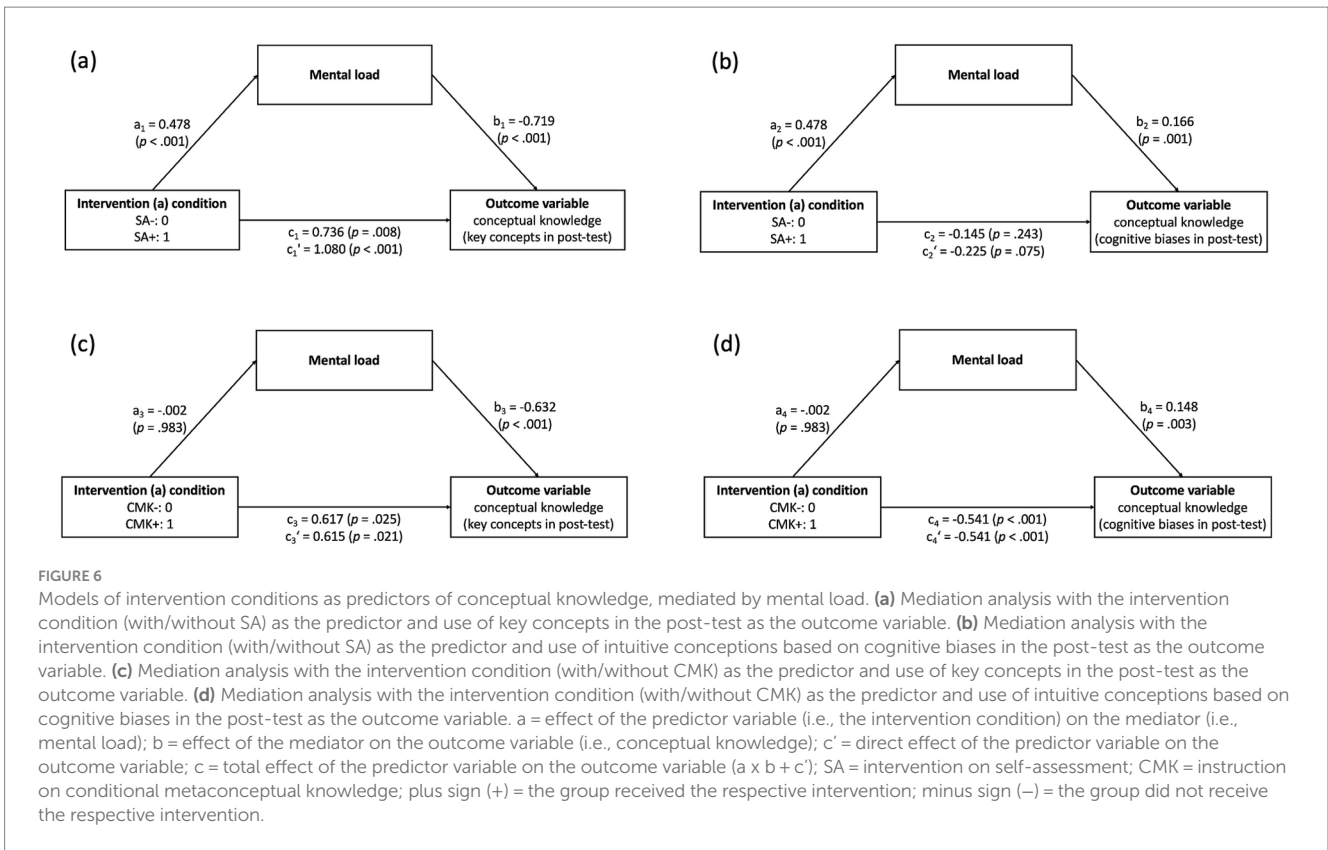 (a)
Mental load
a₁ = 0.478
(p < .001)
b₁ = -0.719
(p < .001)
Intervention (a) condition
SA-: 0
SA+: 1
c₁ = 0.736 (p = .008)
c₁' = 1.080 (p < .001)
Outcome variable
conceptual knowledge
(key concepts in post-test)
(b)
Mental load
a₂ = 0.478
(p < .001)
b₂ = 0.166
(p = .001)
Intervention (a) condition
SA-: 0
SA+: 1
c₂ = -0.145 (p = .243)
c₂' = -0.225 (p = .075)
Outcome variable
conceptual knowledge
(cognitive biases in post-test)
(c)
Mental load
a₃ = -.002
(p = .983)
b₃ = -0.632
(p < .001)
Intervention (a) condition
CMK-: 0
CMK+: 1
c₃ = 0.617 (p = .025)
c₃' = 0.615 (p = .021)
Outcome variable
conceptual knowledge
(key concepts in post-test)
(d)
Mental load
a₄ = -.002
(p = .983)
b₄ = 0.148
(p = .003)
Intervention (a) condition
CMK-: 0
CMK+: 1
c₄ = -0.541 (p < .001)
c₄' = -0.541 (p < .001)
Outcome variable
conceptual knowledge
(cognitive biases in post-test)
FIGURE 6
Models of intervention conditions as predictors of conceptual knowledge, mediated by mental load. (a) Mediation analysis with the intervention
condition (with/without SA) as the predictor and use of key concepts in the post-test as the outcome variable. (b) Mediation analysis with the
intervention condition (with/without SA) as the predictor and use of intuitive conceptions based on cognitive biases in the post-test as the outcome
variable. (c) Mediation analysis with the intervention condition (with/without CMK) as the predictor and use of key concepts in the post-test as the
outcome variable. (d) Mediation analysis with the intervention condition (with/without CMK) as the predictor and use of intuitive conceptions based on
cognitive biases in the post-test as the outcome variable. a = effect of the predictor variable (i.e., the intervention condition) on the mediator (i.e.,
mental load); b = effect of the mediator on the outcome variable (i.e., conceptual knowledge); c' = direct effect of the predictor variable on the
outcome variable; c = total effect of the predictor variable on the outcome variable (a x b + c'); SA = intervention on self-assessment; CMK = instruction
on conditional metaconceptual knowledge; plus sign (+) = the group received the respective intervention; minus sign (−) = the group did not receive
the respective intervention.